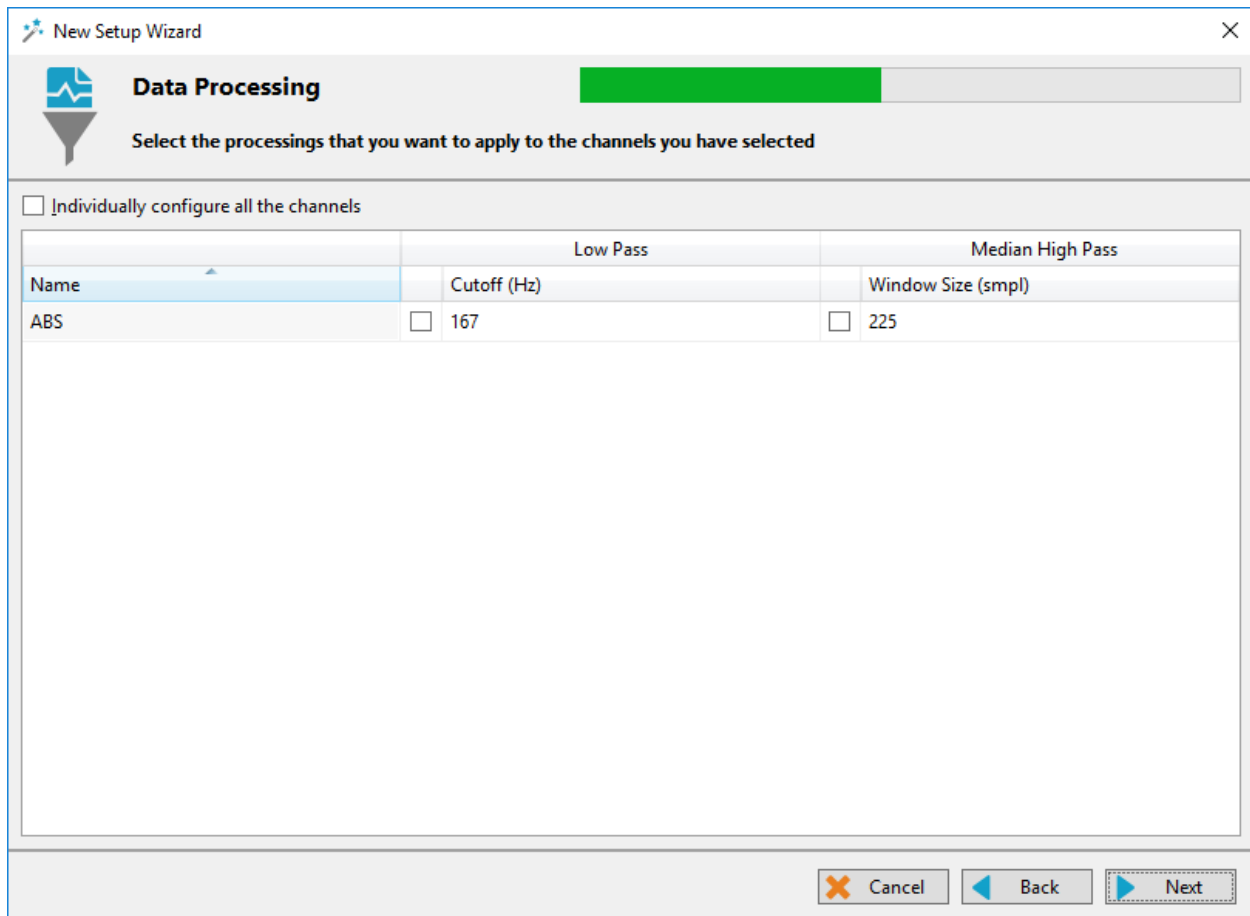 New Setup Wizard
Data Processing
Select the processings that you want to apply to the channels you have selected
Individually configure all the channels
Low Pass Median High Pass
Name Cutoff (Hz) Window Size (smpl)
ABS 167 225
Cancel Back Next